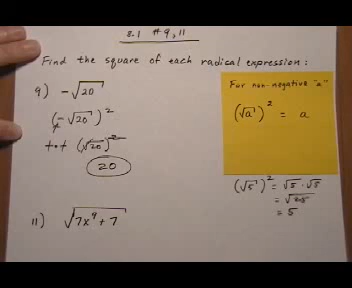 8.1 # 9, 11
Find the square of each radical expression:
9) -√20
(-√20)²
+ • + (√20)²
20
11) √7x⁴ + 7
For non-negative "a"
(√a)² = a
(√5)² = √5 · √5
= √25
= 5